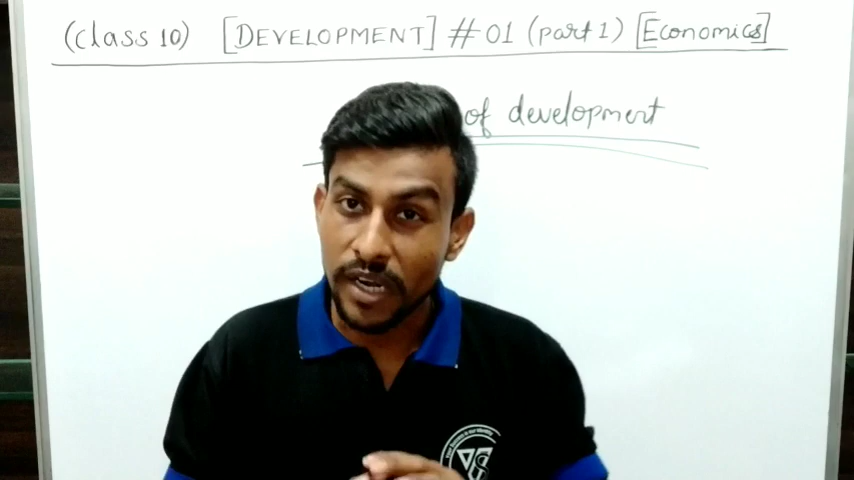 (class 10) [DEVELOPMENT] # 01 (part 1) [Economics]
of development